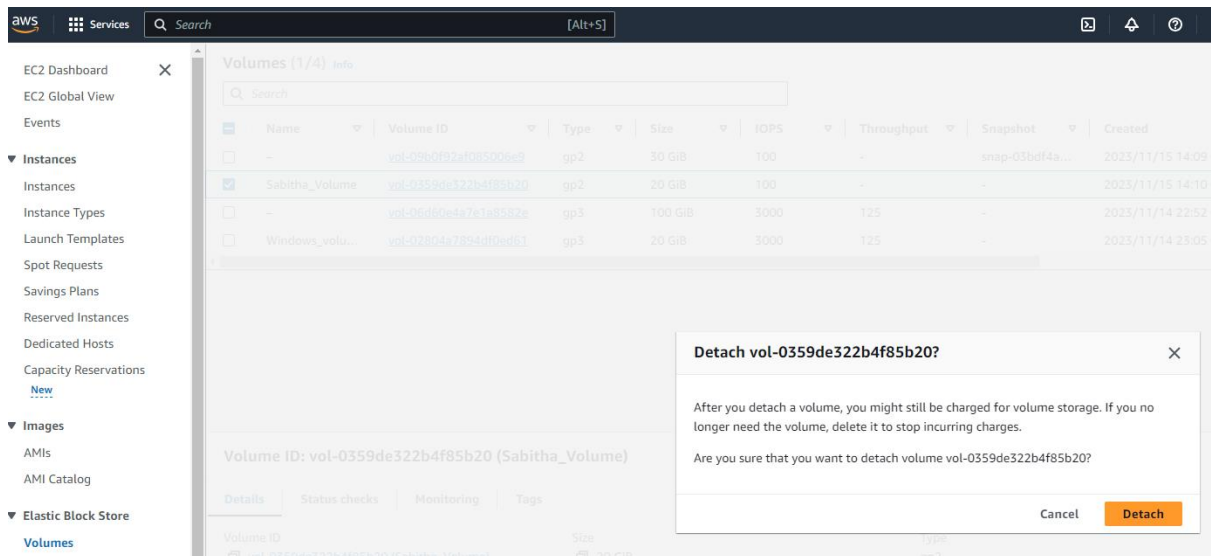 aws
Services
Search
[Alt+S]
EC2 Dashboard
EC2 Global View
Events
Instances
Instances
Instance Types
Launch Templates
Spot Requests
Savings Plans
Reserved Instances
Dedicated Hosts
Capacity Reservations
New
Images
AMIs
AMI Catalog
Elastic Block Store
Volumes
Volumes (1/4) Info
Search
Name Volume ID Type Size IOPS Throughput Snapshot Created
- gp2 30 GiB 100 - 2023/11/15 14:09
Sabitha_Volume vol-0359de322b4f85b20 gp2 20 GiB 100 - - 2023/11/15 14:10
- gp3 100 GiB 3000 125 - 2023/11/14 22:52
Windows_volu... gp3 20 GiB 3000 125 - 2023/11/14 23:05
Volume ID: vol-0359de322b4f85b20 (Sabitha_Volume)
Details Status checks Monitoring Tags
Volume ID Size Type
20 GiB gp2
Detach vol-0359de322b4f85b20?
After you detach a volume, you might still be charged for volume storage. If you no
longer need the volume, delete it to stop incurring charges.
Are you sure that you want to detach volume vol-0359de322b4f85b20?
Cancel Detach